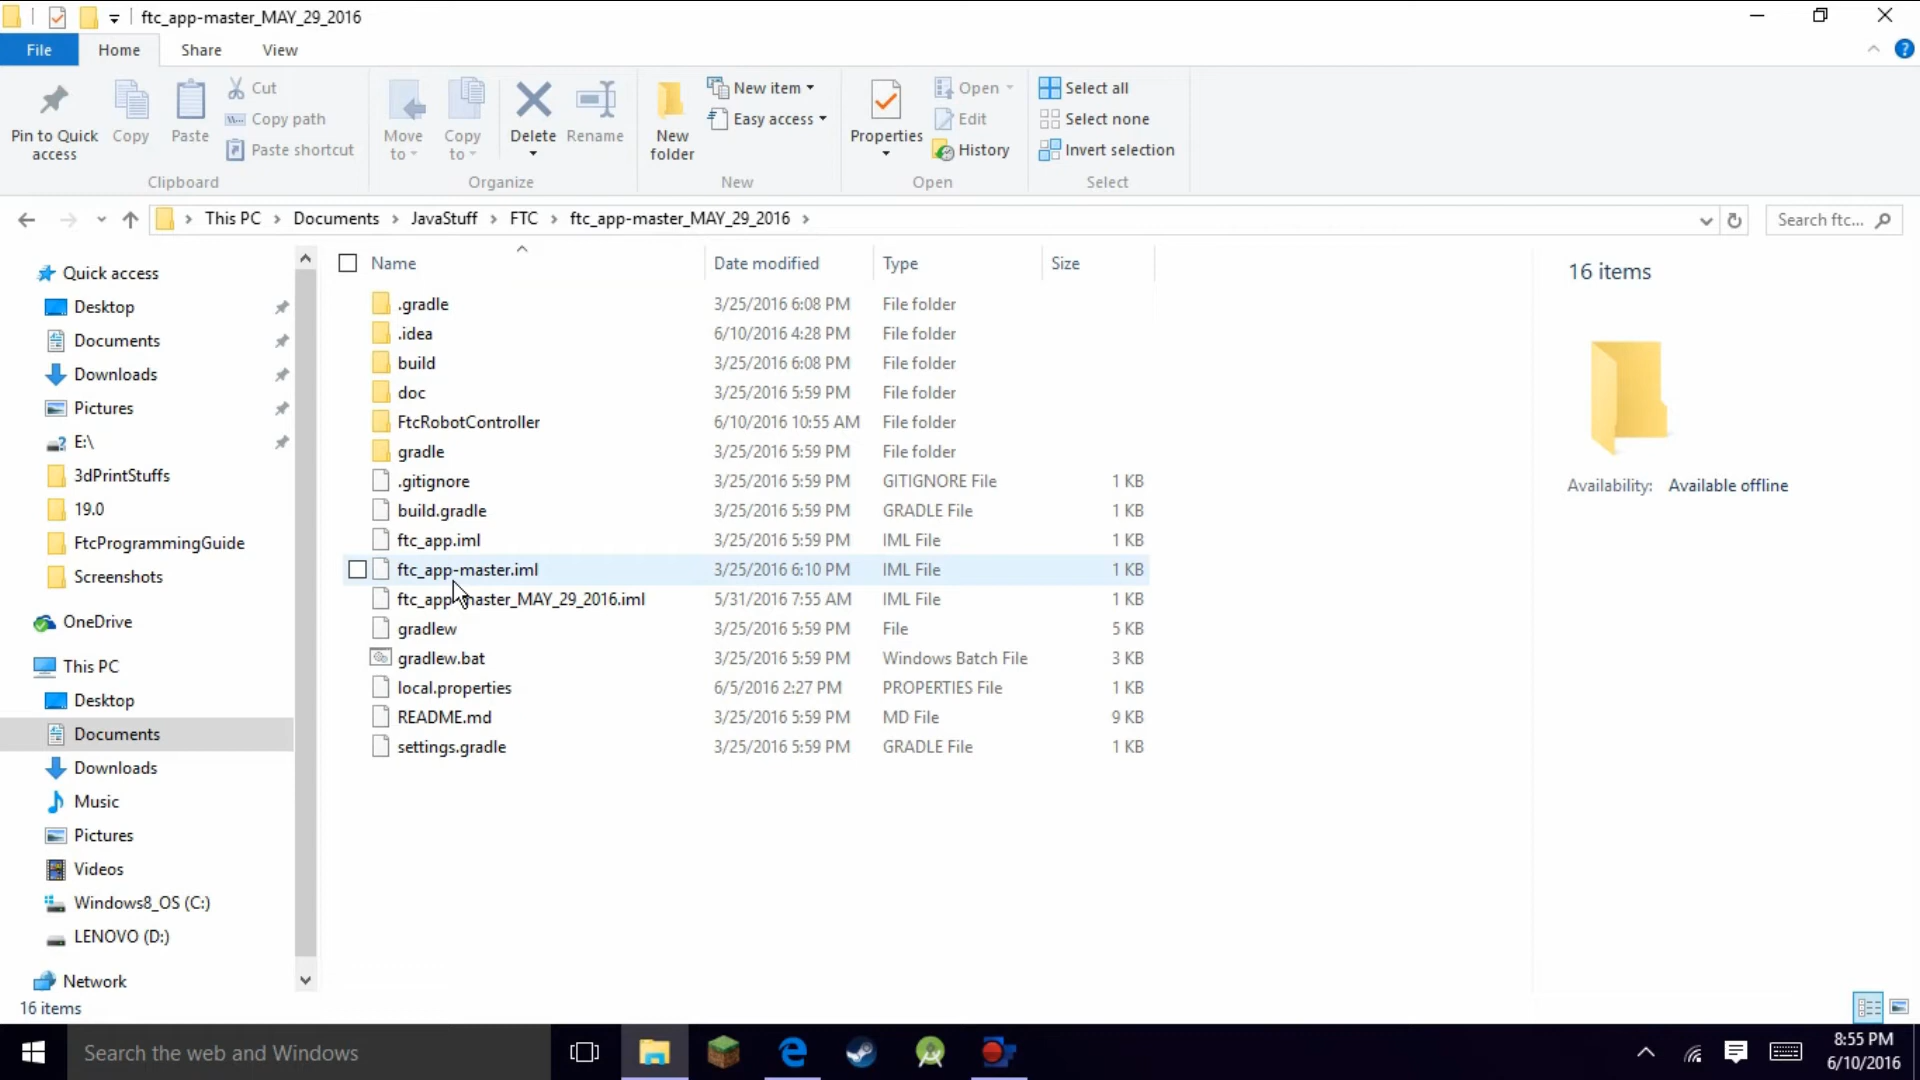 ftc_app-master_MAY_29_2016
File Home Share View
Pin to Quick access
Copy
Paste
Cut
Copy path
Paste shortcut
Clipboard
Move to
Copy to
Delete
Rename
Organize
New folder
New item
Easy access
New
Properties
Open
Edit
History
Open
Select all
Select none
Invert selection
Select
This PC > Documents > JavaStuff > FTC > ftc_app-master_MAY_29_2016 >
Search ftc...
Quick access
Desktop
Documents
Downloads
Pictures
E:\
3dPrintStuffs
19.0
FtcProgrammingGuide
Screenshots
OneDrive
This PC
Desktop
Documents
Downloads
Music
Pictures
Videos
Windows8_OS (C:)
LENOVO (D:)
Network
Name Date modified Type Size
.gradle 3/25/2016 6:08 PM File folder
.idea 6/10/2016 4:28 PM File folder
build 3/25/2016 6:08 PM File folder
doc 3/25/2016 5:59 PM File folder
FtcRobotController 6/10/2016 10:55 AM File folder
gradle 3/25/2016 5:59 PM File folder
.gitignore 3/25/2016 5:59 PM GITIGNORE File 1 KB
build.gradle 3/25/2016 5:59 PM GRADLE File 1 KB
ftc_app.iml 3/25/2016 5:59 PM IML File 1 KB
ftc_app-master.iml 3/25/2016 6:10 PM IML File 1 KB
ftc_app-master_MAY_29_2016.iml 5/31/2016 7:55 AM IML File 1 KB
gradlew 3/25/2016 5:59 PM File 5 KB
gradlew.bat 3/25/2016 5:59 PM Windows Batch File 3 KB
local.properties 6/5/2016 2:27 PM PROPERTIES File 1 KB
README.md 3/25/2016 5:59 PM MD File 9 KB
settings.gradle 3/25/2016 5:59 PM GRADLE File 1 KB
16 items
Availability: Available offline
16 items
Search the web and Windows
8:55 PM
6/10/2016